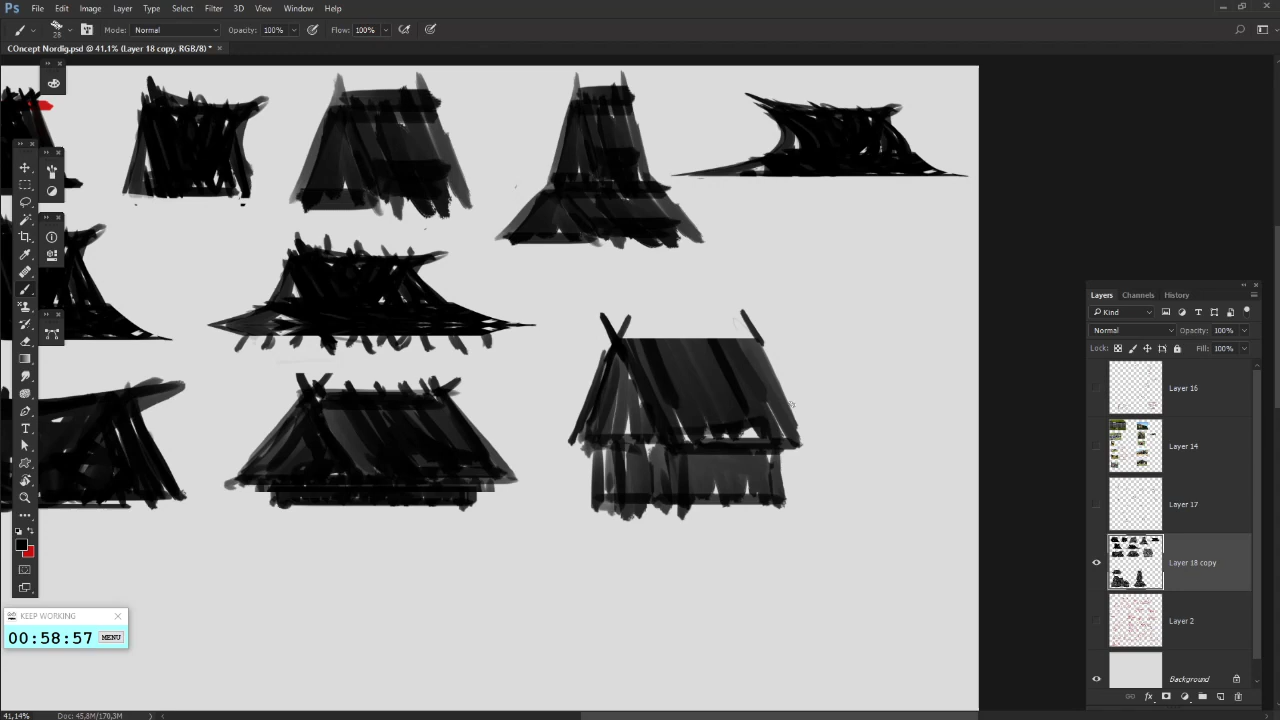 Ps File Edit Image Layer Type Select Filter 3D View Window Help
28 Mode: Normal Opacity: 100% Flow: 100%
COncept Nordig.psd @ 41,1% (Layer 18 copy, RGB/8) *
Layers Channels History
Kind
Normal Opacity: 100%
Lock: Fill: 100%
Layer 16
Layer 14
Layer 17
Layer 18 copy
Layer 2
Background
KEEP WORKING
00:58:57 MENU
41,14% Doc: 45,8M/170,3M